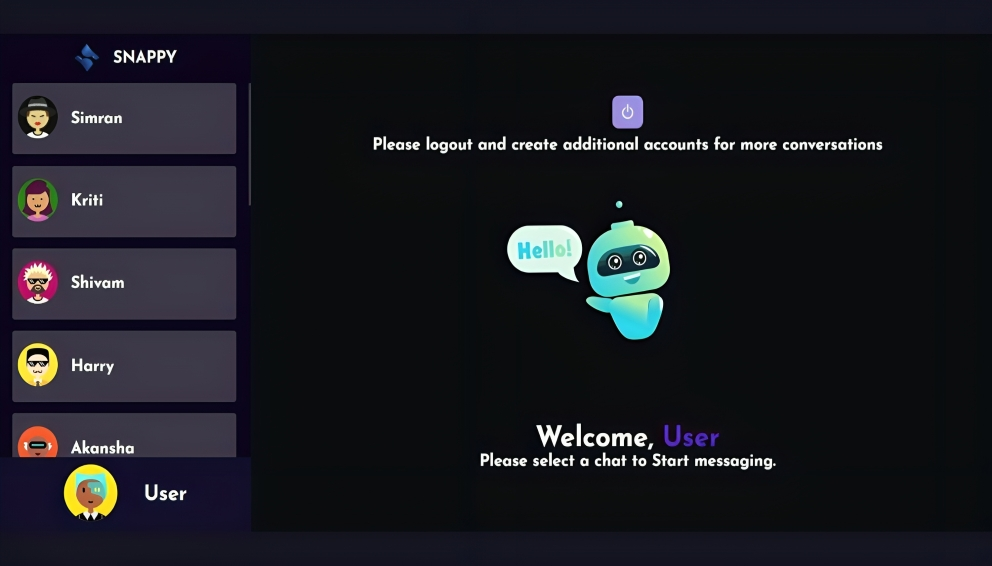 SNAPPY
Simran
Kriti
Shivam
Harry
Akansha
User
Please logout and create additional accounts for more conversations
Hello!
Welcome, User
Please select a chat to Start messaging.